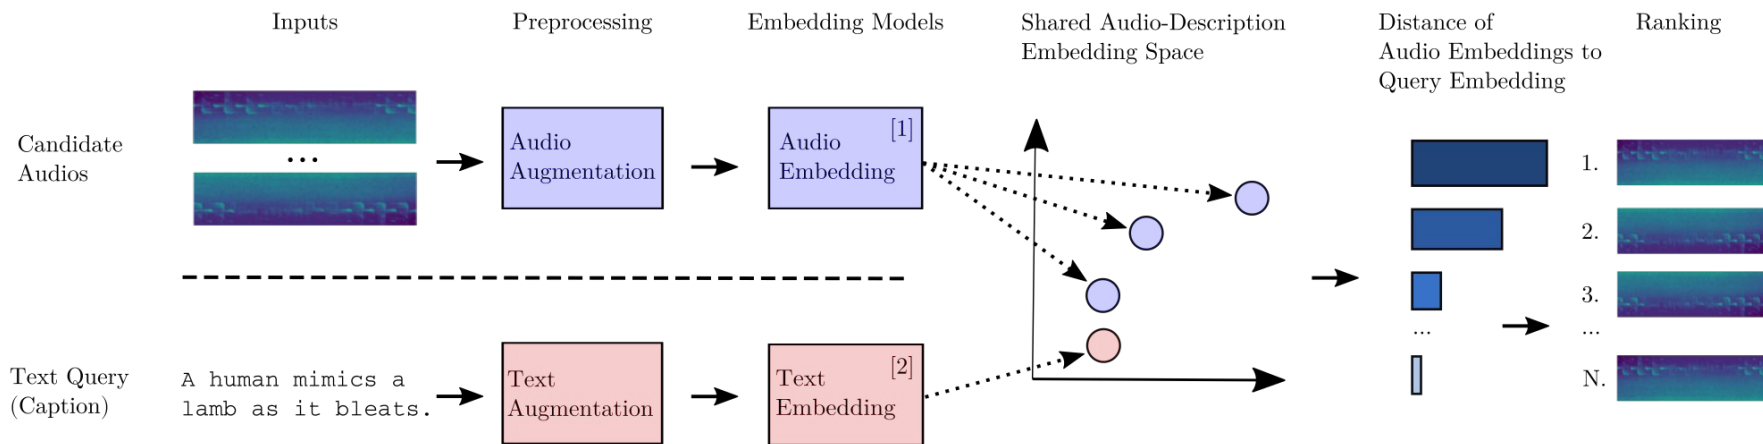 Inputs
Preprocessing
Embedding Models
Shared Audio-Description
Embedding Space
Distance of
Audio Embeddings to
Query Embedding
Ranking
Candidate
Audios
...
Audio
Augmentation
Audio
Embedding
[1]
1.
2.
3.
...
...
N.
Text Query
(Caption)
A human mimics a
lamb as it bleats.
Text
Augmentation
Text
Embedding
[2]